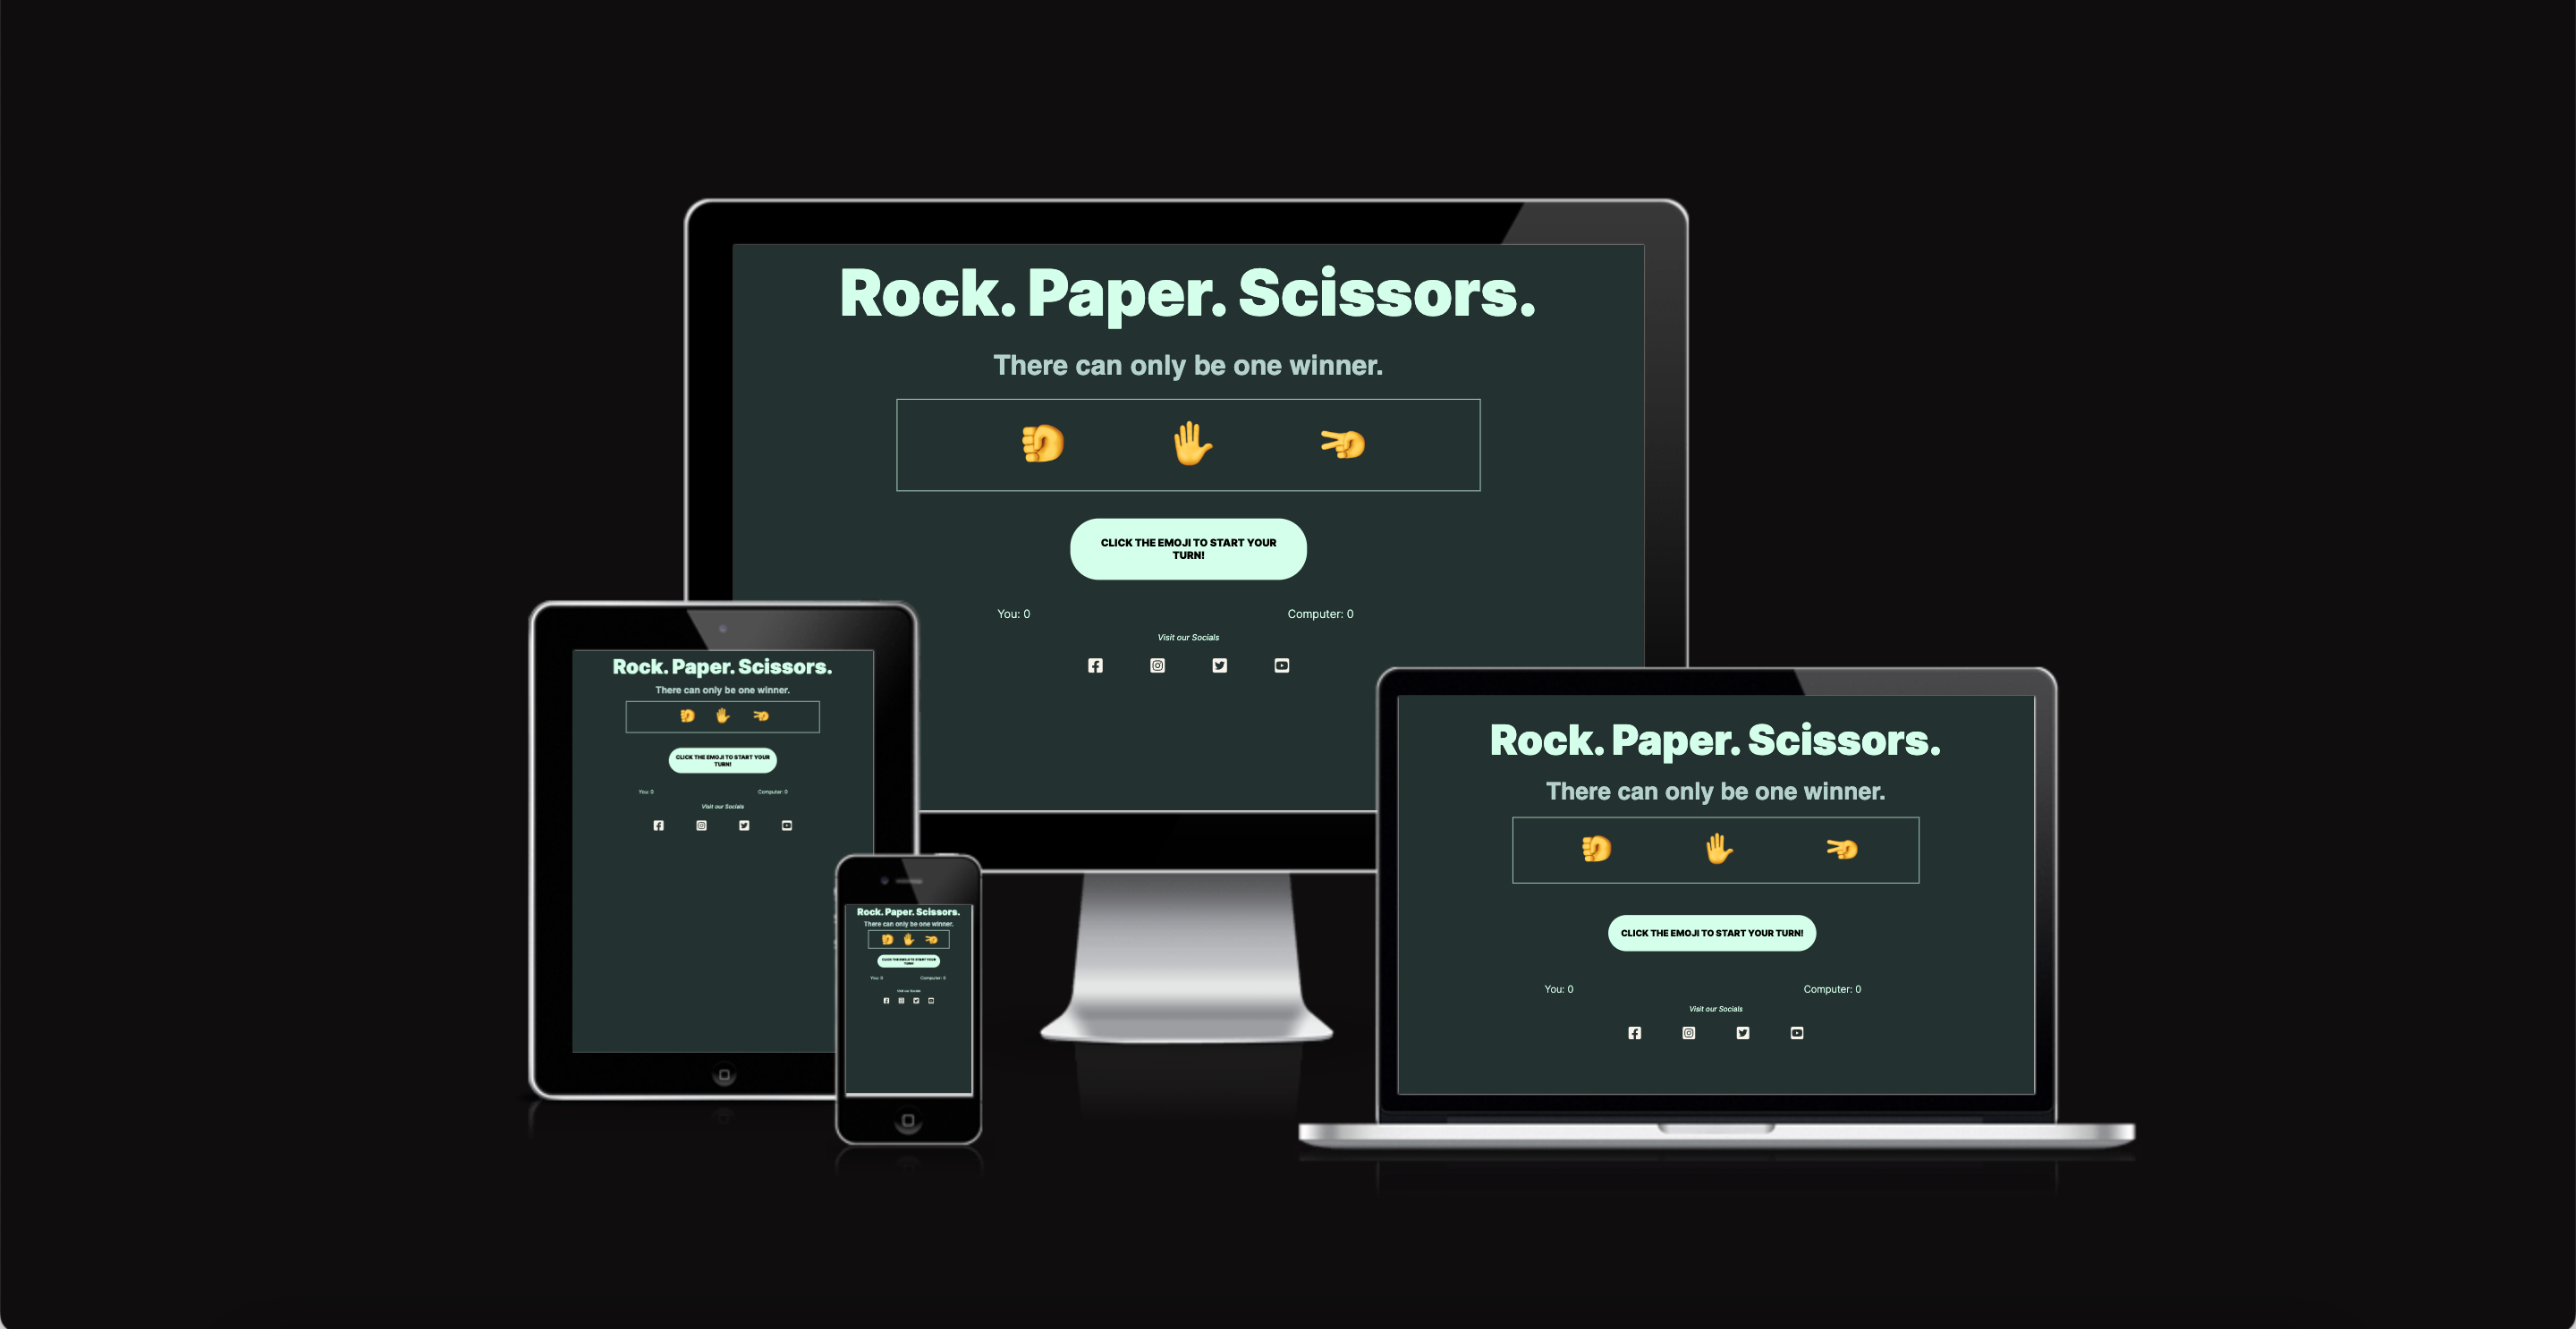 Rock. Paper. Scissors.
There can only be one winner.
CLICK THE EMOJI TO START YOUR
TURN!
You: 0 Computer: 0
Visit our Socials
Rock. Paper. Scissors.
There can only be one winner.
CLICK THE EMOJI TO START YOUR
TURN!
You: 0 Computer: 0
Visit our Socials
Rock. Paper. Scissors.
There can only be one winner.
CLICK THE EMOJI TO START YOUR
TURN!
You: 0 Computer: 0
Visit our Socials
Rock. Paper. Scissors.
There can only be one winner.
CLICK THE EMOJI TO START YOUR TURN!
You: 0 Computer: 0
Visit our Socials